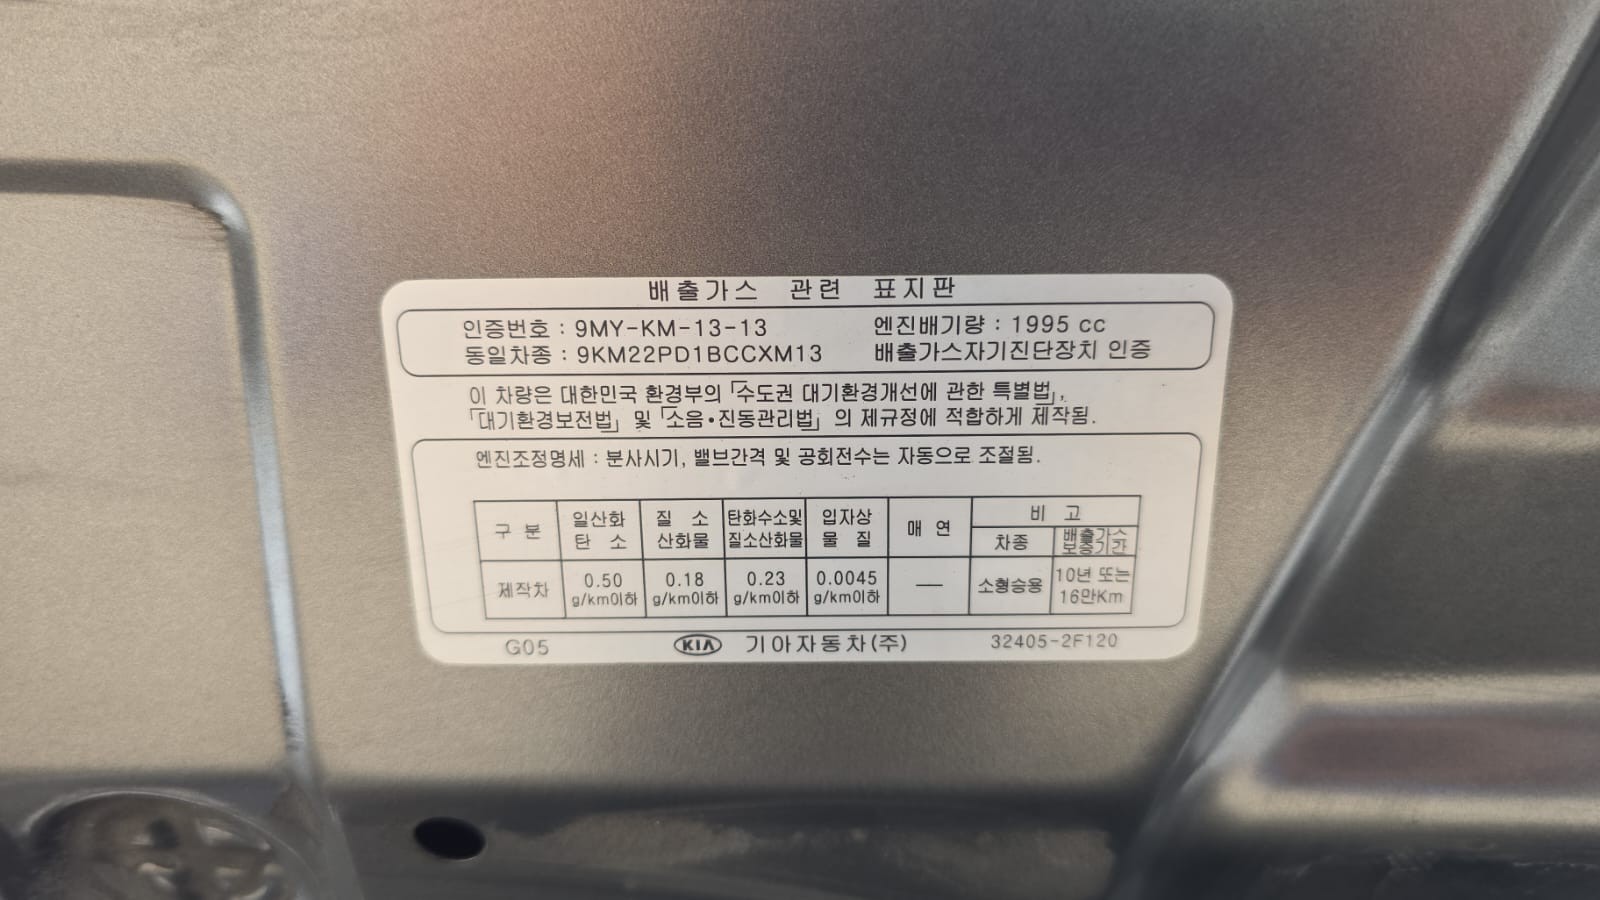 배출가스 관련 표지판
인증번호 : 9MY-KM-13-13 엔진배기량 : 1995 cc
동일차종 : 9KM22PD1BCCXM13 배출가스자기진단장치 인증
이 차량은 대한민국 환경부의 「수도권 대기환경개선에 관한 특별법」,
「대기환경보전법」 및 「소음·진동관리법」 의 제규정에 적합하게 제작됨.
엔진조정명세 : 분사시기, 밸브간격 및 공회전수는 자동으로 조절됨.
구 분 일산화 탄 소 질 소 산화물 탄화수소및 질소산화물 입자상 물 질 매 연 비 고
차종 배출가스 보증기간
제작차 0.50 g/km이하 0.18 g/km이하 0.23 g/km이하 0.0045 g/km이하 — 소형승용 10년 또는 16만Km
G05 KIA 기아자동차(주) 32405-2F120